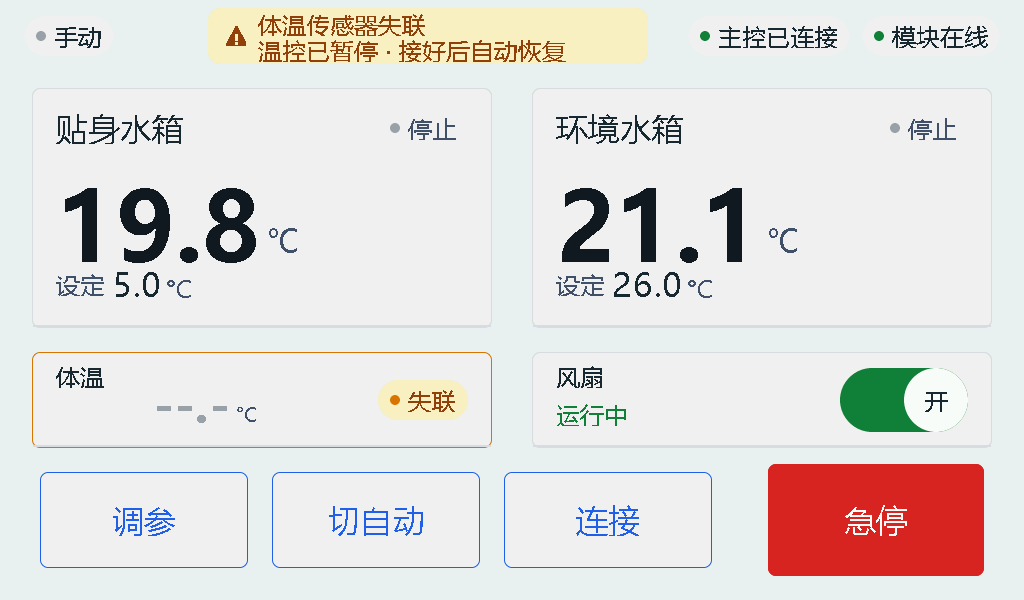 手动
体温传感器失联
温控已暂停 · 接好后自动恢复
主控已连接
模块在线
贴身水箱
停止
19.8 ℃
设定 5.0 ℃
环境水箱
停止
21.1 ℃
设定 26.0 ℃
体温
--.- ℃
失联
风扇
运行中
开
调参
切自动
连接
急停